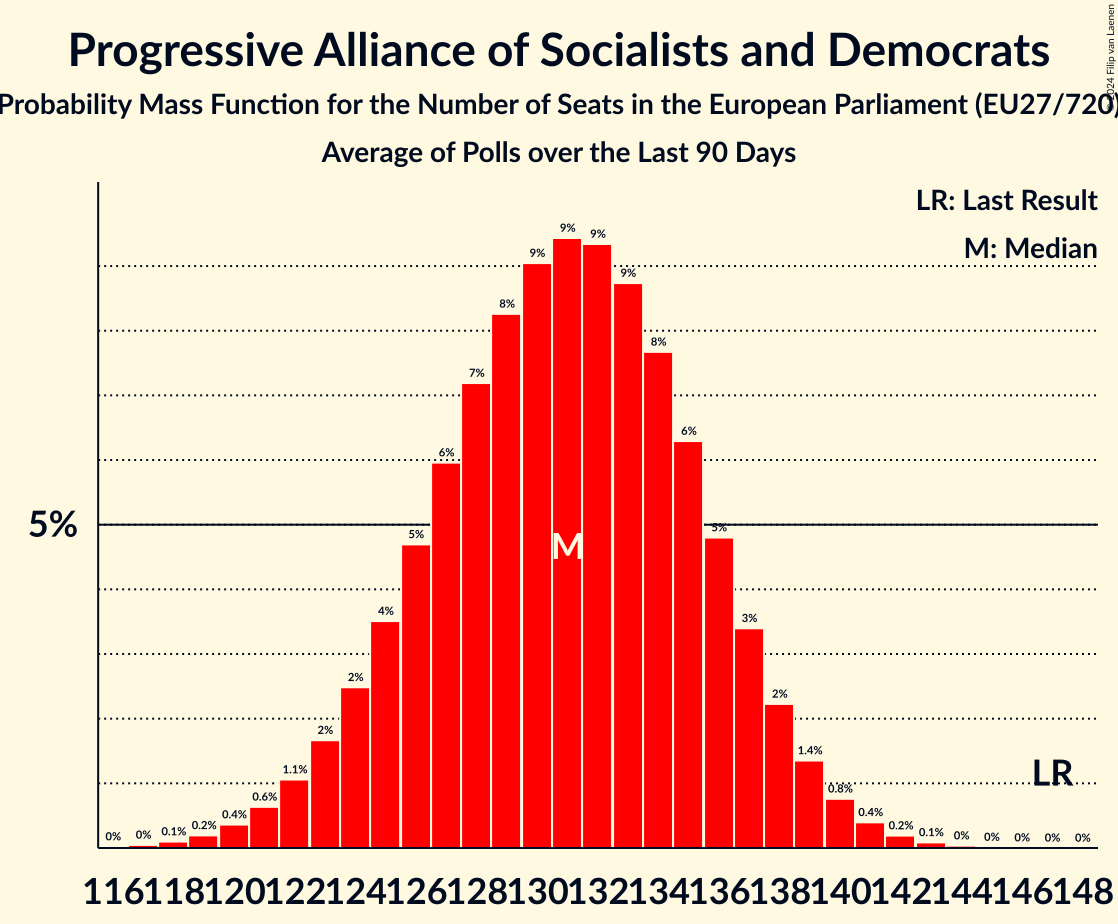 Progressive Alliance of Socialists and Democrats
Probability Mass Function for the Number of Seats in the European Parliament (EU27/720)
Average of Polls over the Last 90 Days
© 2024 Filip van Laenen
LR: Last Result
M: Median
5%
0% 0% 0.1% 0.2% 0.4% 0.6% 1.1% 2% 2% 4% 5% 6% 7% 8% 9% 9% 9% 9% 8% 6% 5% 3% 2% 1.4% 0.8% 0.4% 0.2% 0.1% 0% 0% 0% 0% 0%
M
LR
116 118 120 122 124 126 128 130 132 134 136 138 140 142 144 146 148